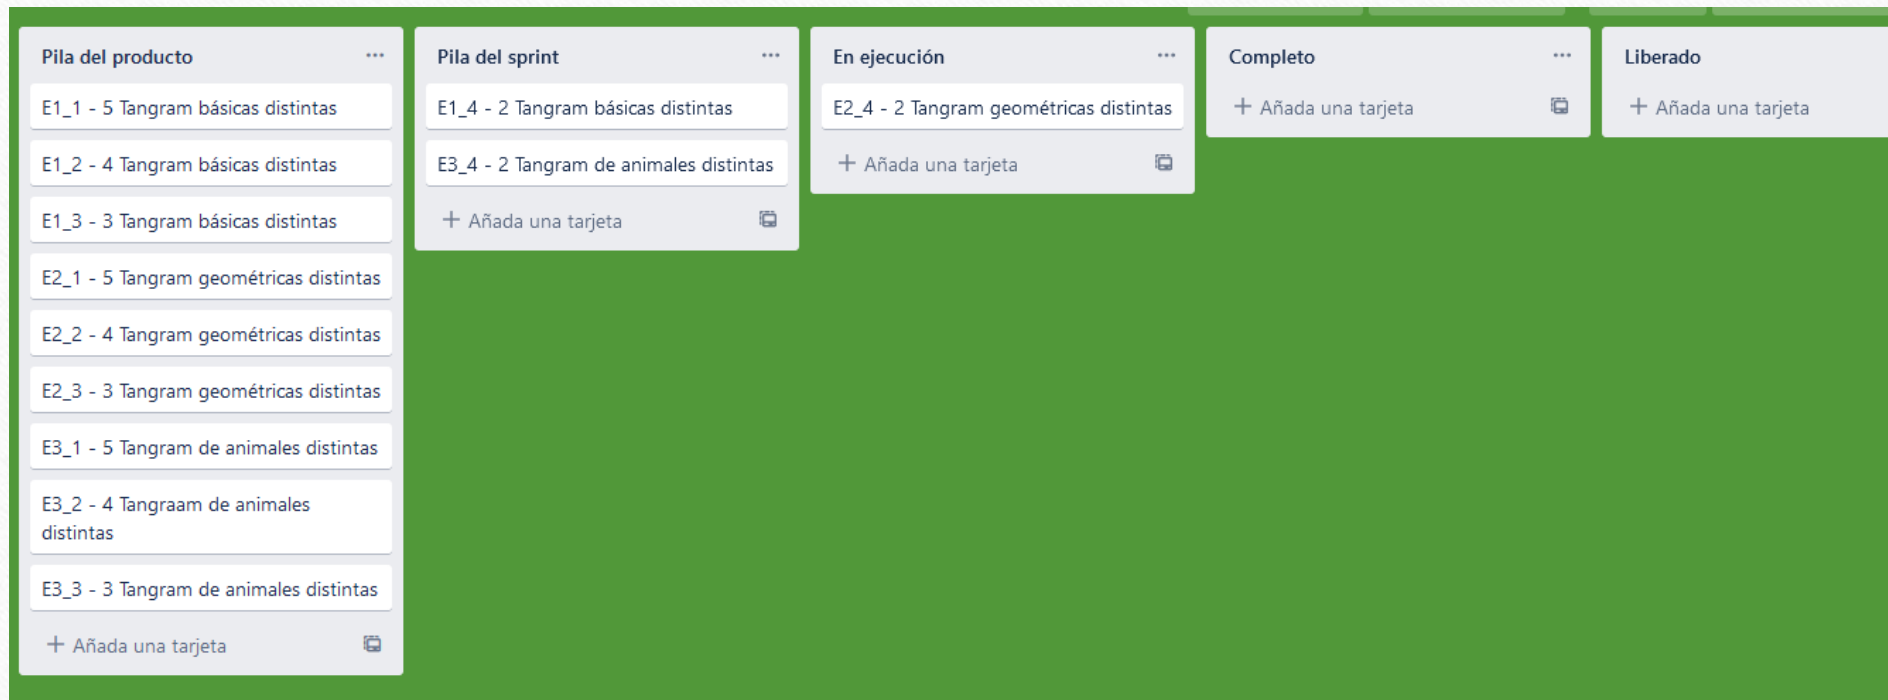 Pila del producto
E1_1 - 5 Tangram básicas distintas
E1_2 - 4 Tangram básicas distintas
E1_3 - 3 Tangram básicas distintas
E2_1 - 5 Tangram geométricas distintas
E2_2 - 4 Tangram geométricas distintas
E2_3 - 3 Tangram geométricas distintas
E3_1 - 5 Tangram de animales distintas
E3_2 - 4 Tangraam de animales
distintas
E3_3 - 3 Tangram de animales distintas
+ Añada una tarjeta
Pila del sprint
E1_4 - 2 Tangram básicas distintas
E3_4 - 2 Tangram de animales distintas
+ Añada una tarjeta
En ejecución
E2_4 - 2 Tangram geométricas distintas
+ Añada una tarjeta
Completo
+ Añada una tarjeta
Liberado
+ Añada una tarjeta